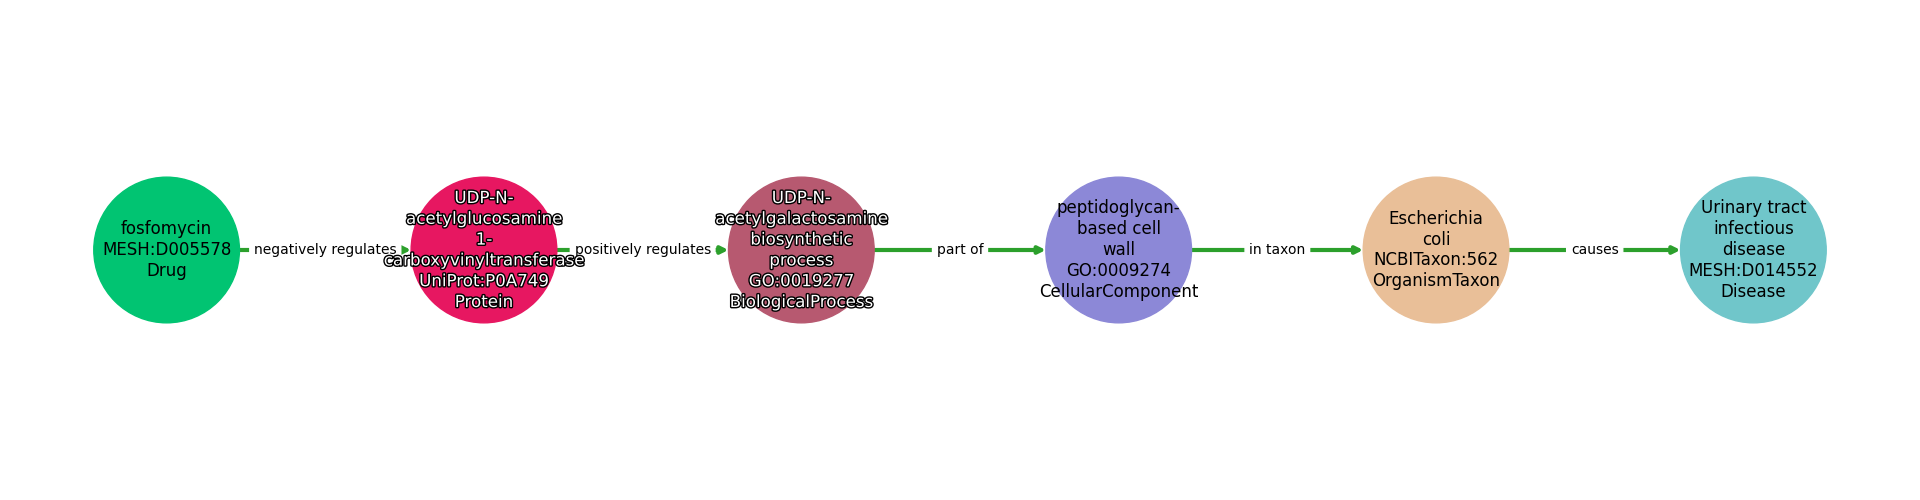 fosfomycin
MESH:D005578
Drug
negatively regulates
UDP-N-
acetylglucosamine
1-
carboxyvinyltransferase
UniProt:P0A749
Protein
positively regulates
UDP-N-
acetylgalactosamine
biosynthetic
process
GO:0019277
BiologicalProcess
part of
peptidoglycan-
based cell
wall
GO:0009274
CellularComponent
in taxon
Escherichia
coli
NCBITaxon:562
OrganismTaxon
causes
Urinary tract
infectious
disease
MESH:D014552
Disease